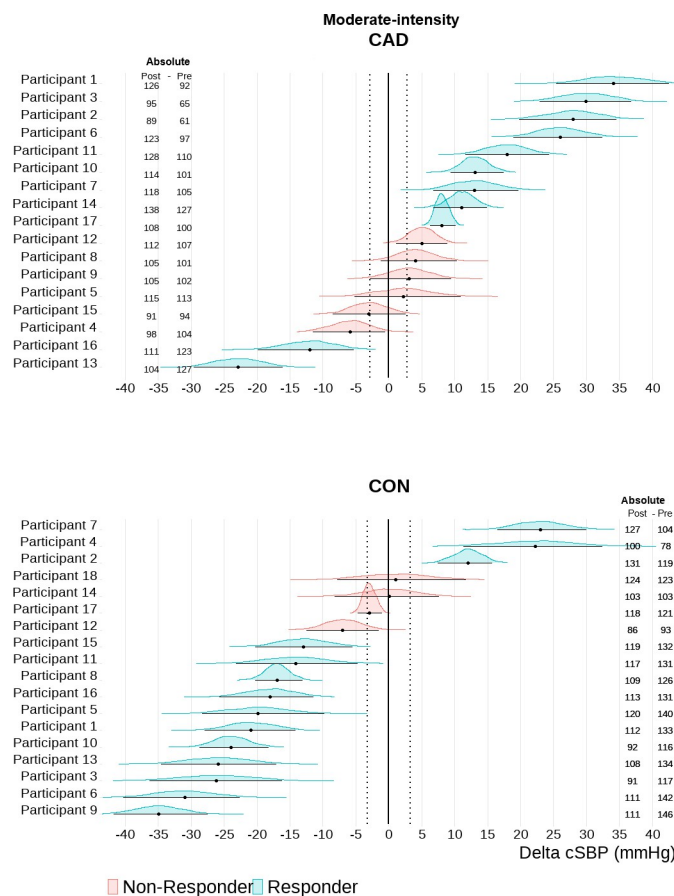 Moderate-intensity
CAD
Absolute
Post - Pre
Participant 1 126 92
Participant 3 95 65
Participant 2 89 61
Participant 6 123 97
Participant 11 128 110
Participant 10 114 101
Participant 7 118 105
Participant 14 138 127
Participant 17 108 100
Participant 12 112 107
Participant 8 105 101
Participant 9 105 102
Participant 5 115 113
Participant 15 91 94
Participant 4 98 104
Participant 16 111 123
Participant 13 104 127
-40 -35 -30 -25 -20 -15 -10 -5 0 5 10 15 20 25 30 35 40
CON
Absolute
Post - Pre
Participant 7 127 104
Participant 4 100 78
Participant 2 131 119
Participant 18 124 123
Participant 14 103 103
Participant 17 118 121
Participant 12 86 93
Participant 15 119 132
Participant 11 117 131
Participant 8 109 126
Participant 16 113 131
Participant 5 120 140
Participant 1 112 133
Participant 10 92 116
Participant 13 108 134
Participant 3 91 117
Participant 6 111 142
Participant 9 111 146
-40 -35 -30 -25 -20 -15 -10 -5 0 5 10 15 20 25 30 35 40
Delta cSBP (mmHg)
Non-Responder Responder